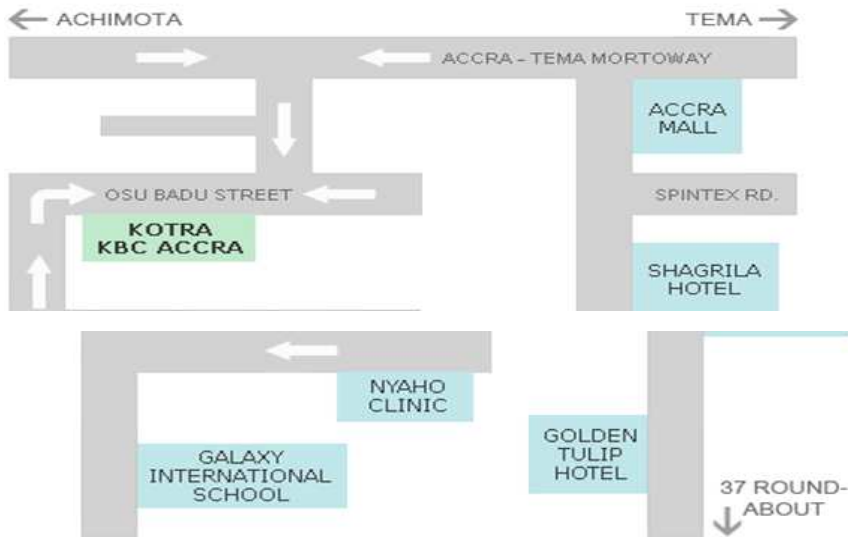 ← ACHIMOTA
TEMA →
ACCRA - TEMA MORTOWAY
ACCRA
MALL
OSU BADU STREET
SPINTEX RD.
KOTRA
KBC ACCRA
SHAGRILA
HOTEL
NYAHO
CLINIC
GALAXY
INTERNATIONAL
SCHOOL
GOLDEN
TULIP
HOTEL
37 ROUND-
ABOUT